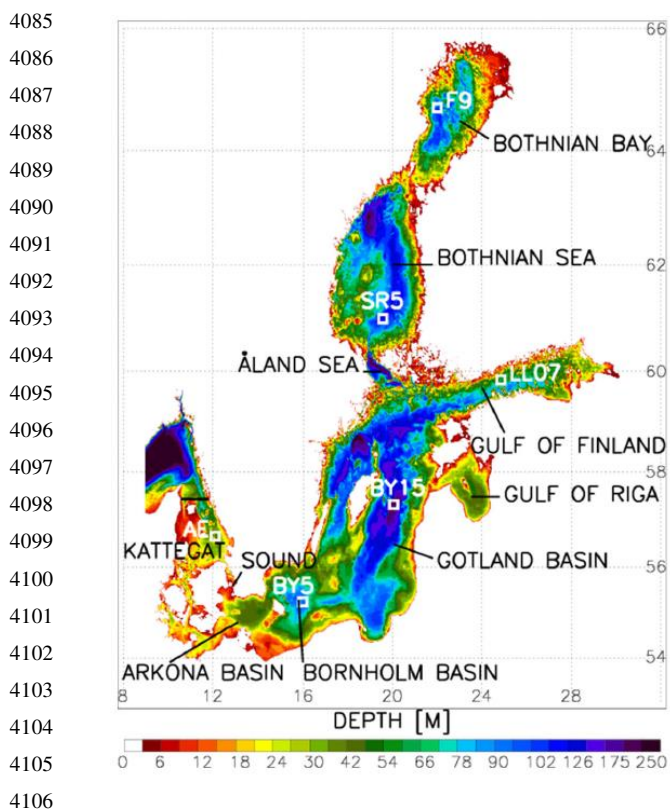 4085
66
4086
4087
F9
4088
BOTHNIAN BAY
64
4089
4090
4091
BOTHNIAN SEA
62
4092
SR5
4093
4094
ÅLAND SEA
60
LL07
4095
4096
GULF OF FINLAND
4097
58
BY15
GULF OF RIGA
4098
AE
4099
KATTEGAT
SOUND
GOTLAND BASIN
4100
56
BY5
4101
4102
54
ARKONA BASIN
BORNHOLM BASIN
4103
8 12 16 20 24 28
4104
DEPTH [M]
4105
0 6 12 18 24 30 42 54 66 78 90 102 126 175 250
4106